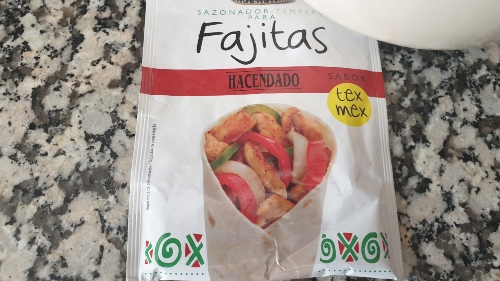 SAZONADOR TEMPERO
PARA
Fajitas
HACENDADO
SABOR
tex
mex